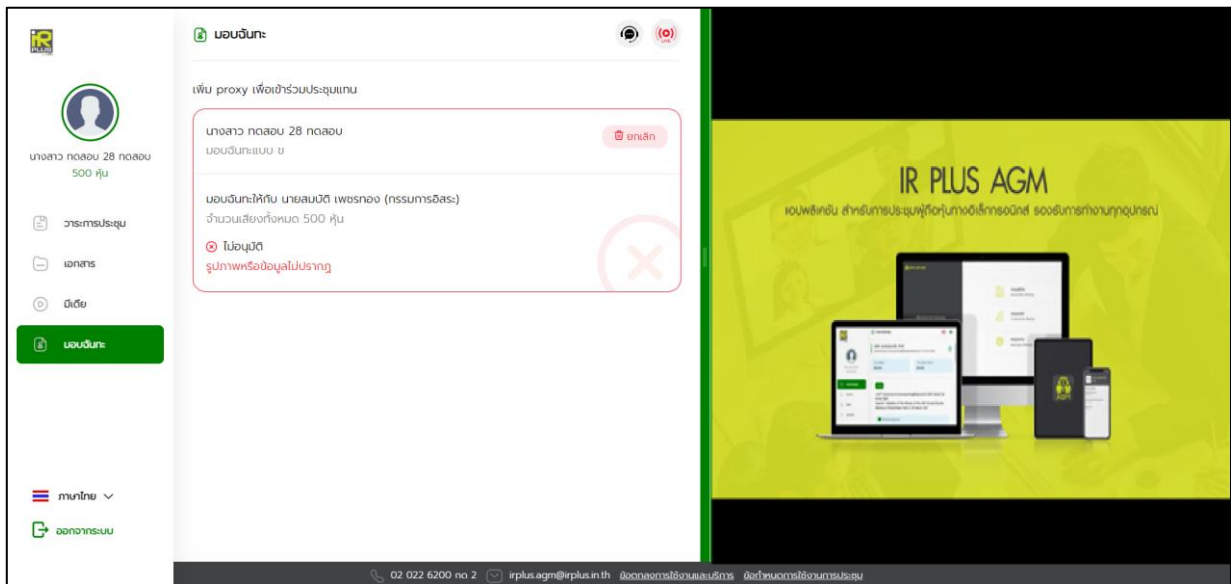 iR
PLUS
นางสาว ทดสอบ 28 ทดสอบ
500 หุ้น
วาระการประชุม
เอกสาร
มีเดีย
มอบฉันทะ
ภาษาไทย
ออกจากระบบ
มอบฉันทะ
LIVE
เพิ่ม proxy เพื่อเข้าร่วมประชุมแทน
นางสาว ทดสอบ 28 ทดสอบ
ยกเลิก
มอบฉันทะแบบ ข
มอบฉันทะให้กับ นายสมบัติ เพชรทอง (กรรมการอิสระ)
จำนวนเสียงทั้งหมด 500 หุ้น
ไม่อนุมัติ
รูปภาพหรือข้อมูลไม่ปรากฏ
IR PLUS AGM
แอปพลิเคชัน สำหรับการประชุมผู้ถือหุ้นทางอิเล็กทรอนิกส์ รองรับการทำงานทุกอุปกรณ์
AGM
02 022 6200 กด 2 irplus.agm@irplus.in.th ข้อตกลงการใช้งานและบริการ ข้อกำหนดการใช้งานการประชุม